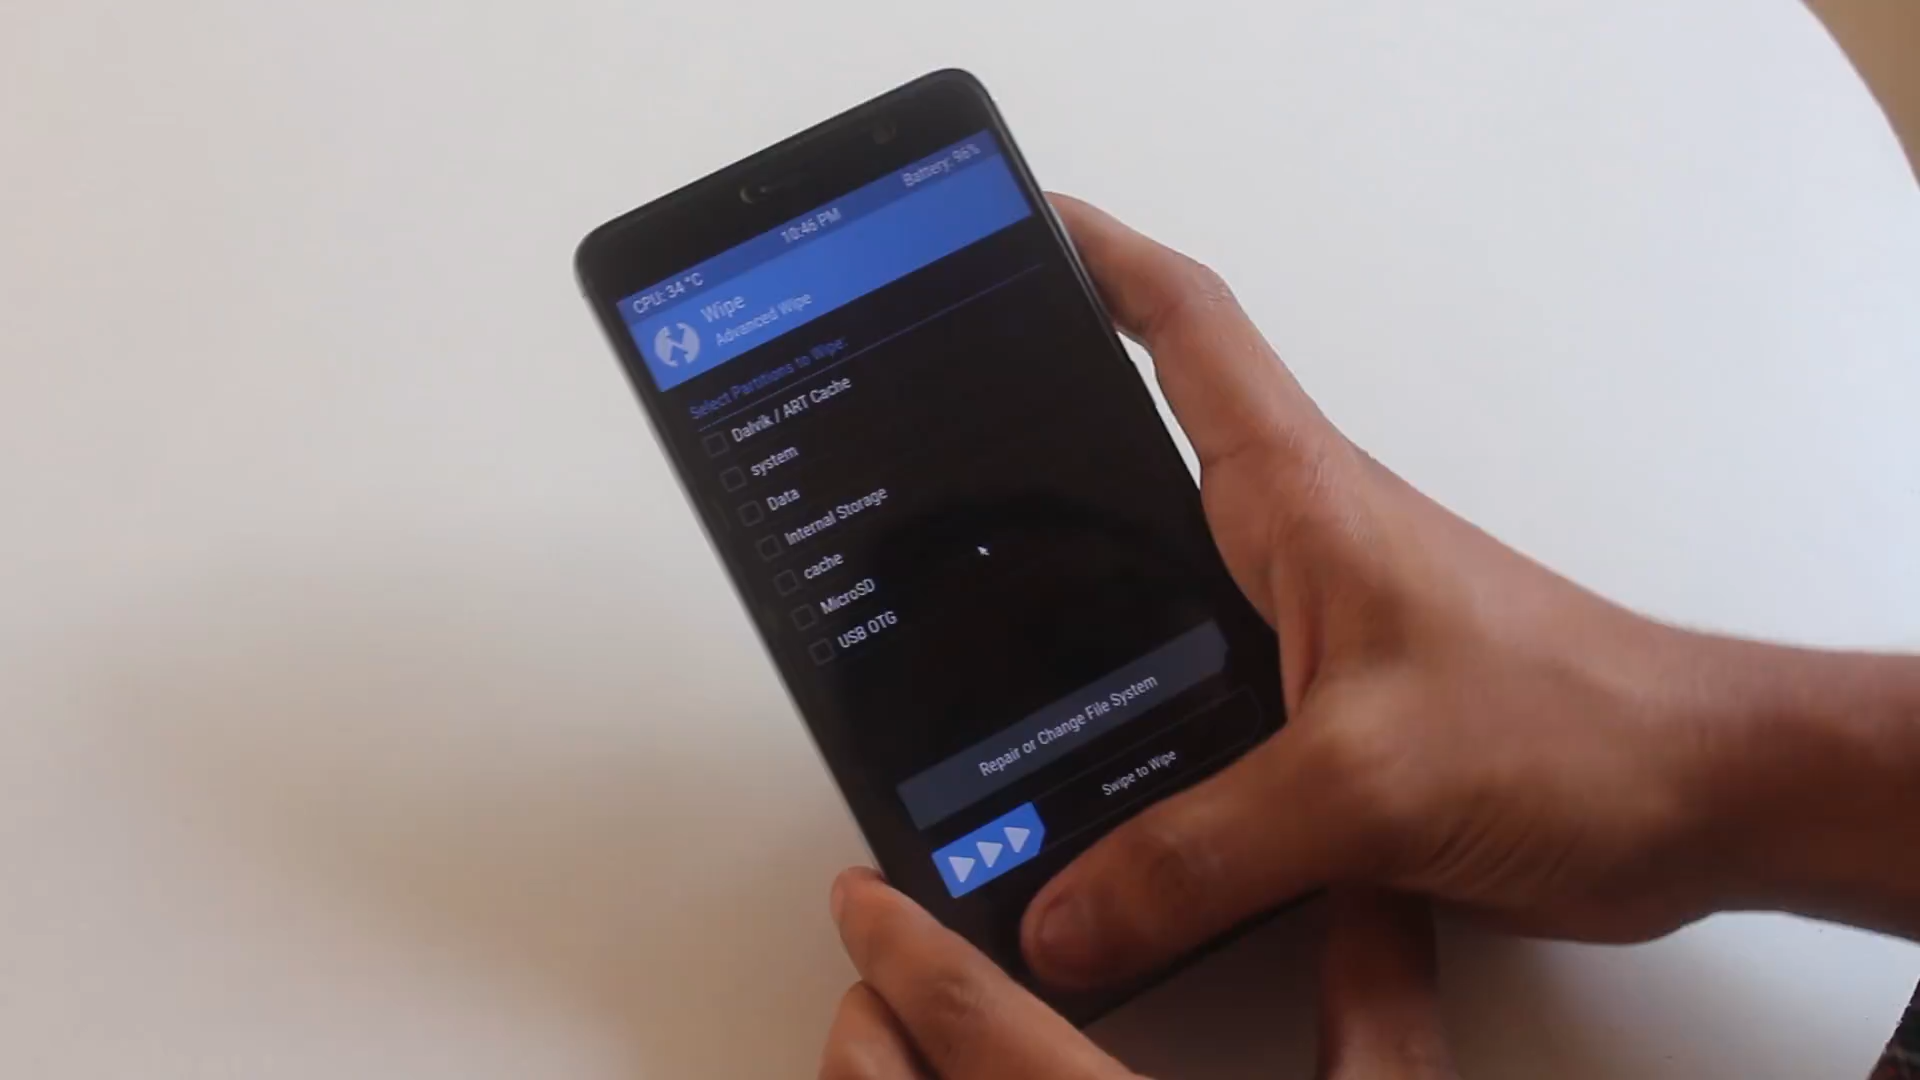 CPU: 34 °C
10:46 PM
Battery: 96%
Wipe
Advanced Wipe
Select Partitions to Wipe:
Dalvik / ART Cache
system
Data
Internal Storage
cache
MicroSD
USB OTG
Repair or Change File System
Swipe to Wipe